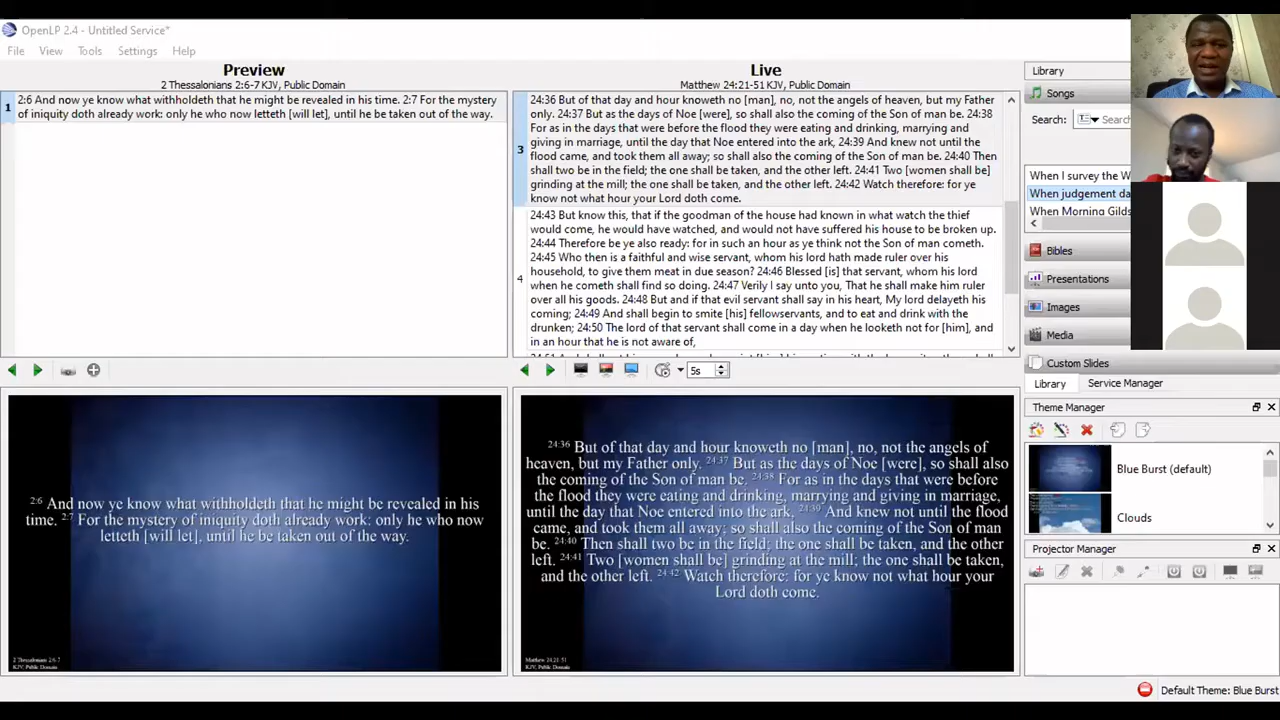 OpenLP 2.4 - Untitled Service*
File View Tools Settings Help
Preview
2 Thessalonians 2:6-7 KJV, Public Domain
1
2:6 And now ye know what withholdeth that he might be revealed in his time. 2:7 For the mystery
of iniquity doth already work: only he who now letteth [will let], until he be taken out of the way.
Live
Matthew 24:21-51 KJV, Public Domain
3
24:36 But of that day and hour knoweth no [man], no, not the angels of heaven, but my Father
only. 24:37 But as the days of Noe [were], so shall also the coming of the Son of man be. 24:38
For as in the days that were before the flood they were eating and drinking, marrying and
giving in marriage, until the day that Noe entered into the ark, 24:39 And knew not until the
flood came, and took them all away; so shall also the coming of the Son of man be. 24:40 Then
shall two be in the field; the one shall be taken, and the other left. 24:41 Two [women shall be]
grinding at the mill; the one shall be taken, and the other left. 24:42 Watch therefore: for ye
know not what hour your Lord doth come.
4
24:43 But know this, that if the goodman of the house had known in what watch the thief
would come, he would have watched, and would not have suffered his house to be broken up.
24:44 Therefore be ye also ready: for in such an hour as ye think not the Son of man cometh.
24:45 Who then is a faithful and wise servant, whom his lord hath made ruler over his
household, to give them meat in due season? 24:46 Blessed [is] that servant, whom his lord
when he cometh shall find so doing. 24:47 Verily I say unto you, That he shall make him ruler
over all his goods. 24:48 But and if that evil servant shall say in his heart, My lord delayeth his
coming; 24:49 And shall begin to smite [his] fellowservants, and to eat and drink with the
drunken; 24:50 The lord of that servant shall come in a day when he looketh not for [him], and
in an hour that he is not aware of,
5s
2:6 And now ye know what withholdeth that he might be revealed in his
time. 2:7 For the mystery of iniquity doth already work: only he who now
letteth [will let], until he be taken out of the way.
2 Thessalonians 2:6-7
KJV, Public Domain
24:36 But of that day and hour knoweth no [man], no, not the angels of
heaven, but my Father only. 24:37 But as the days of Noe [were], so shall also
the coming of the Son of man be. 24:38 For as in the days that were before
the flood they were eating and drinking, marrying and giving in marriage,
until the day that Noe entered into the ark, 24:39 And knew not until the flood
came, and took them all away; so shall also the coming of the Son of man
be. 24:40 Then shall two be in the field; the one shall be taken, and the other
left. 24:41 Two [women shall be] grinding at the mill; the one shall be taken,
and the other left. 24:42 Watch therefore: for ye know not what hour your
Lord doth come.
Matthew 24:21-51
KJV, Public Domain
Library
Songs
Search: Search
When I survey the W
When judgement da
When Morning Gilds
Bibles
Presentations
Images
Media
Custom Slides
Library Service Manager
Theme Manager
Blue Burst (default)
Clouds
Projector Manager
Default Theme: Blue Burst